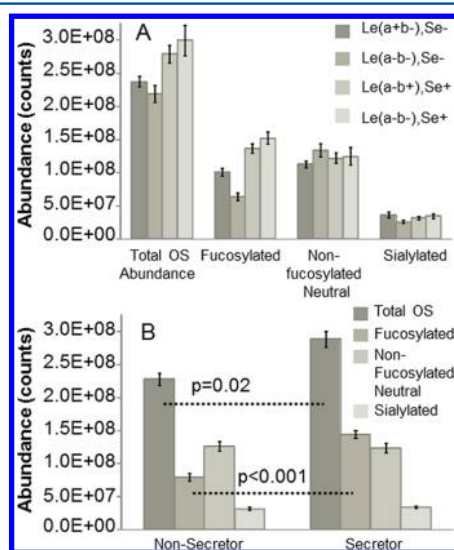 A
Abundance (counts)
3.0E+08
2.5E+08
2.0E+08
1.5E+08
1.0E+08
5.0E+07
0.0E+00
Le(a+b-),Se-
Le(a-b-),Se-
Le(a-b+),Se+
Le(a-b-),Se+
Total OS
Abundance
Fucosylated
Non-
fucosylated
Neutral
Sialylated
B
Abundance (counts)
3.0E+08
2.5E+08
2.0E+08
1.5E+08
1.0E+08
5.0E+07
0.0E+00
Total OS
Fucosylated
Non-
Fucosylated
Neutral
Sialylated
p=0.02
p<0.001
Non-Secretor
Secretor